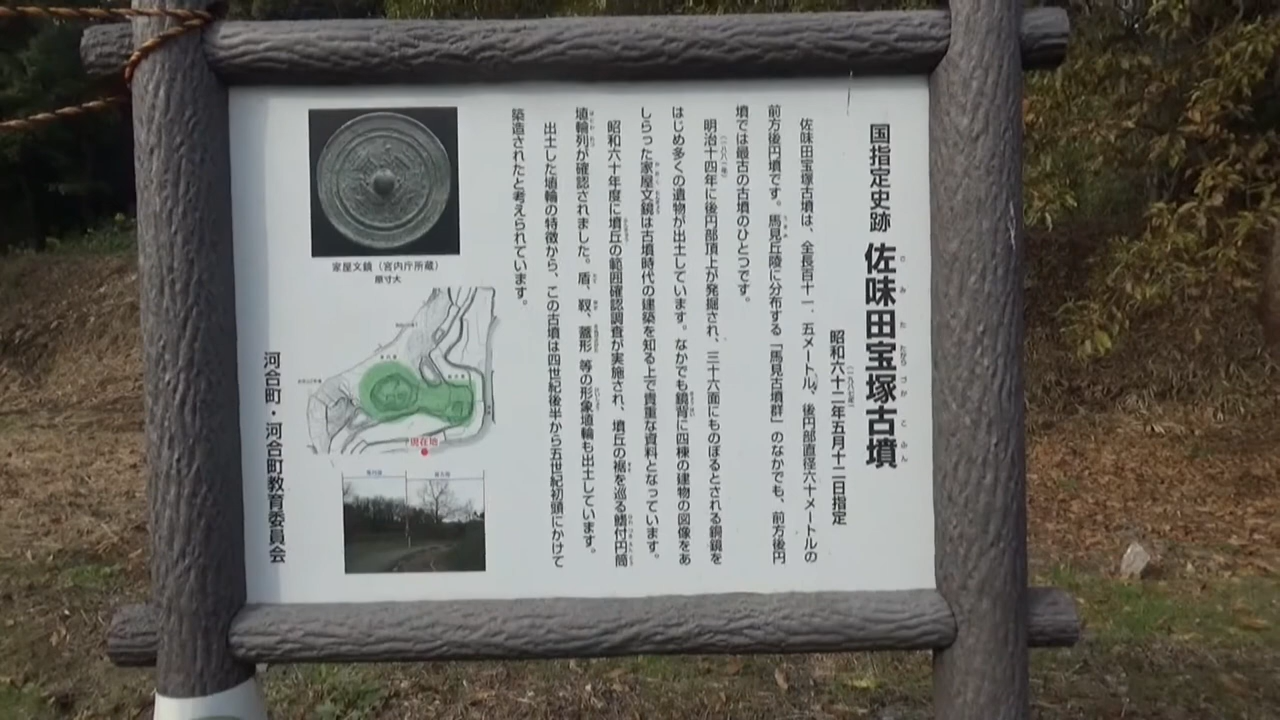 国指定史跡 佐味田宝塚古墳
昭和六十二年五月十二日指定
佐味田宝塚古墳は、全長百十一．五メートル、後円部直径六十メートルの
前方後円墳です。馬見丘陵に分布する「馬見古墳群」のなかでも、前方後円
墳では最古の古墳のひとつです。
明治十四年に後円部頂上が発掘され、三十六面にものぼるとされる銅鏡を
はじめ多くの遺物が出土しています。なかでも鏡背に四棟の建物の図像をあ
しらった家屋文鏡は古墳時代の建築を知る上で貴重な資料となっています。
昭和六十年度に墳丘の範囲確認調査が実施され、墳丘の裾を巡る鰭付円筒
埴輪列が確認されました。盾、靫、蓋形 等の形象埴輪も出土しています。
出土した埴輪の特徴から、この古墳は四世紀後半から五世紀初頭にかけて
築造されたと考えられています。
家屋文鏡（宮内庁所蔵）
原寸大
現在地
河合町・河合町教育委員会